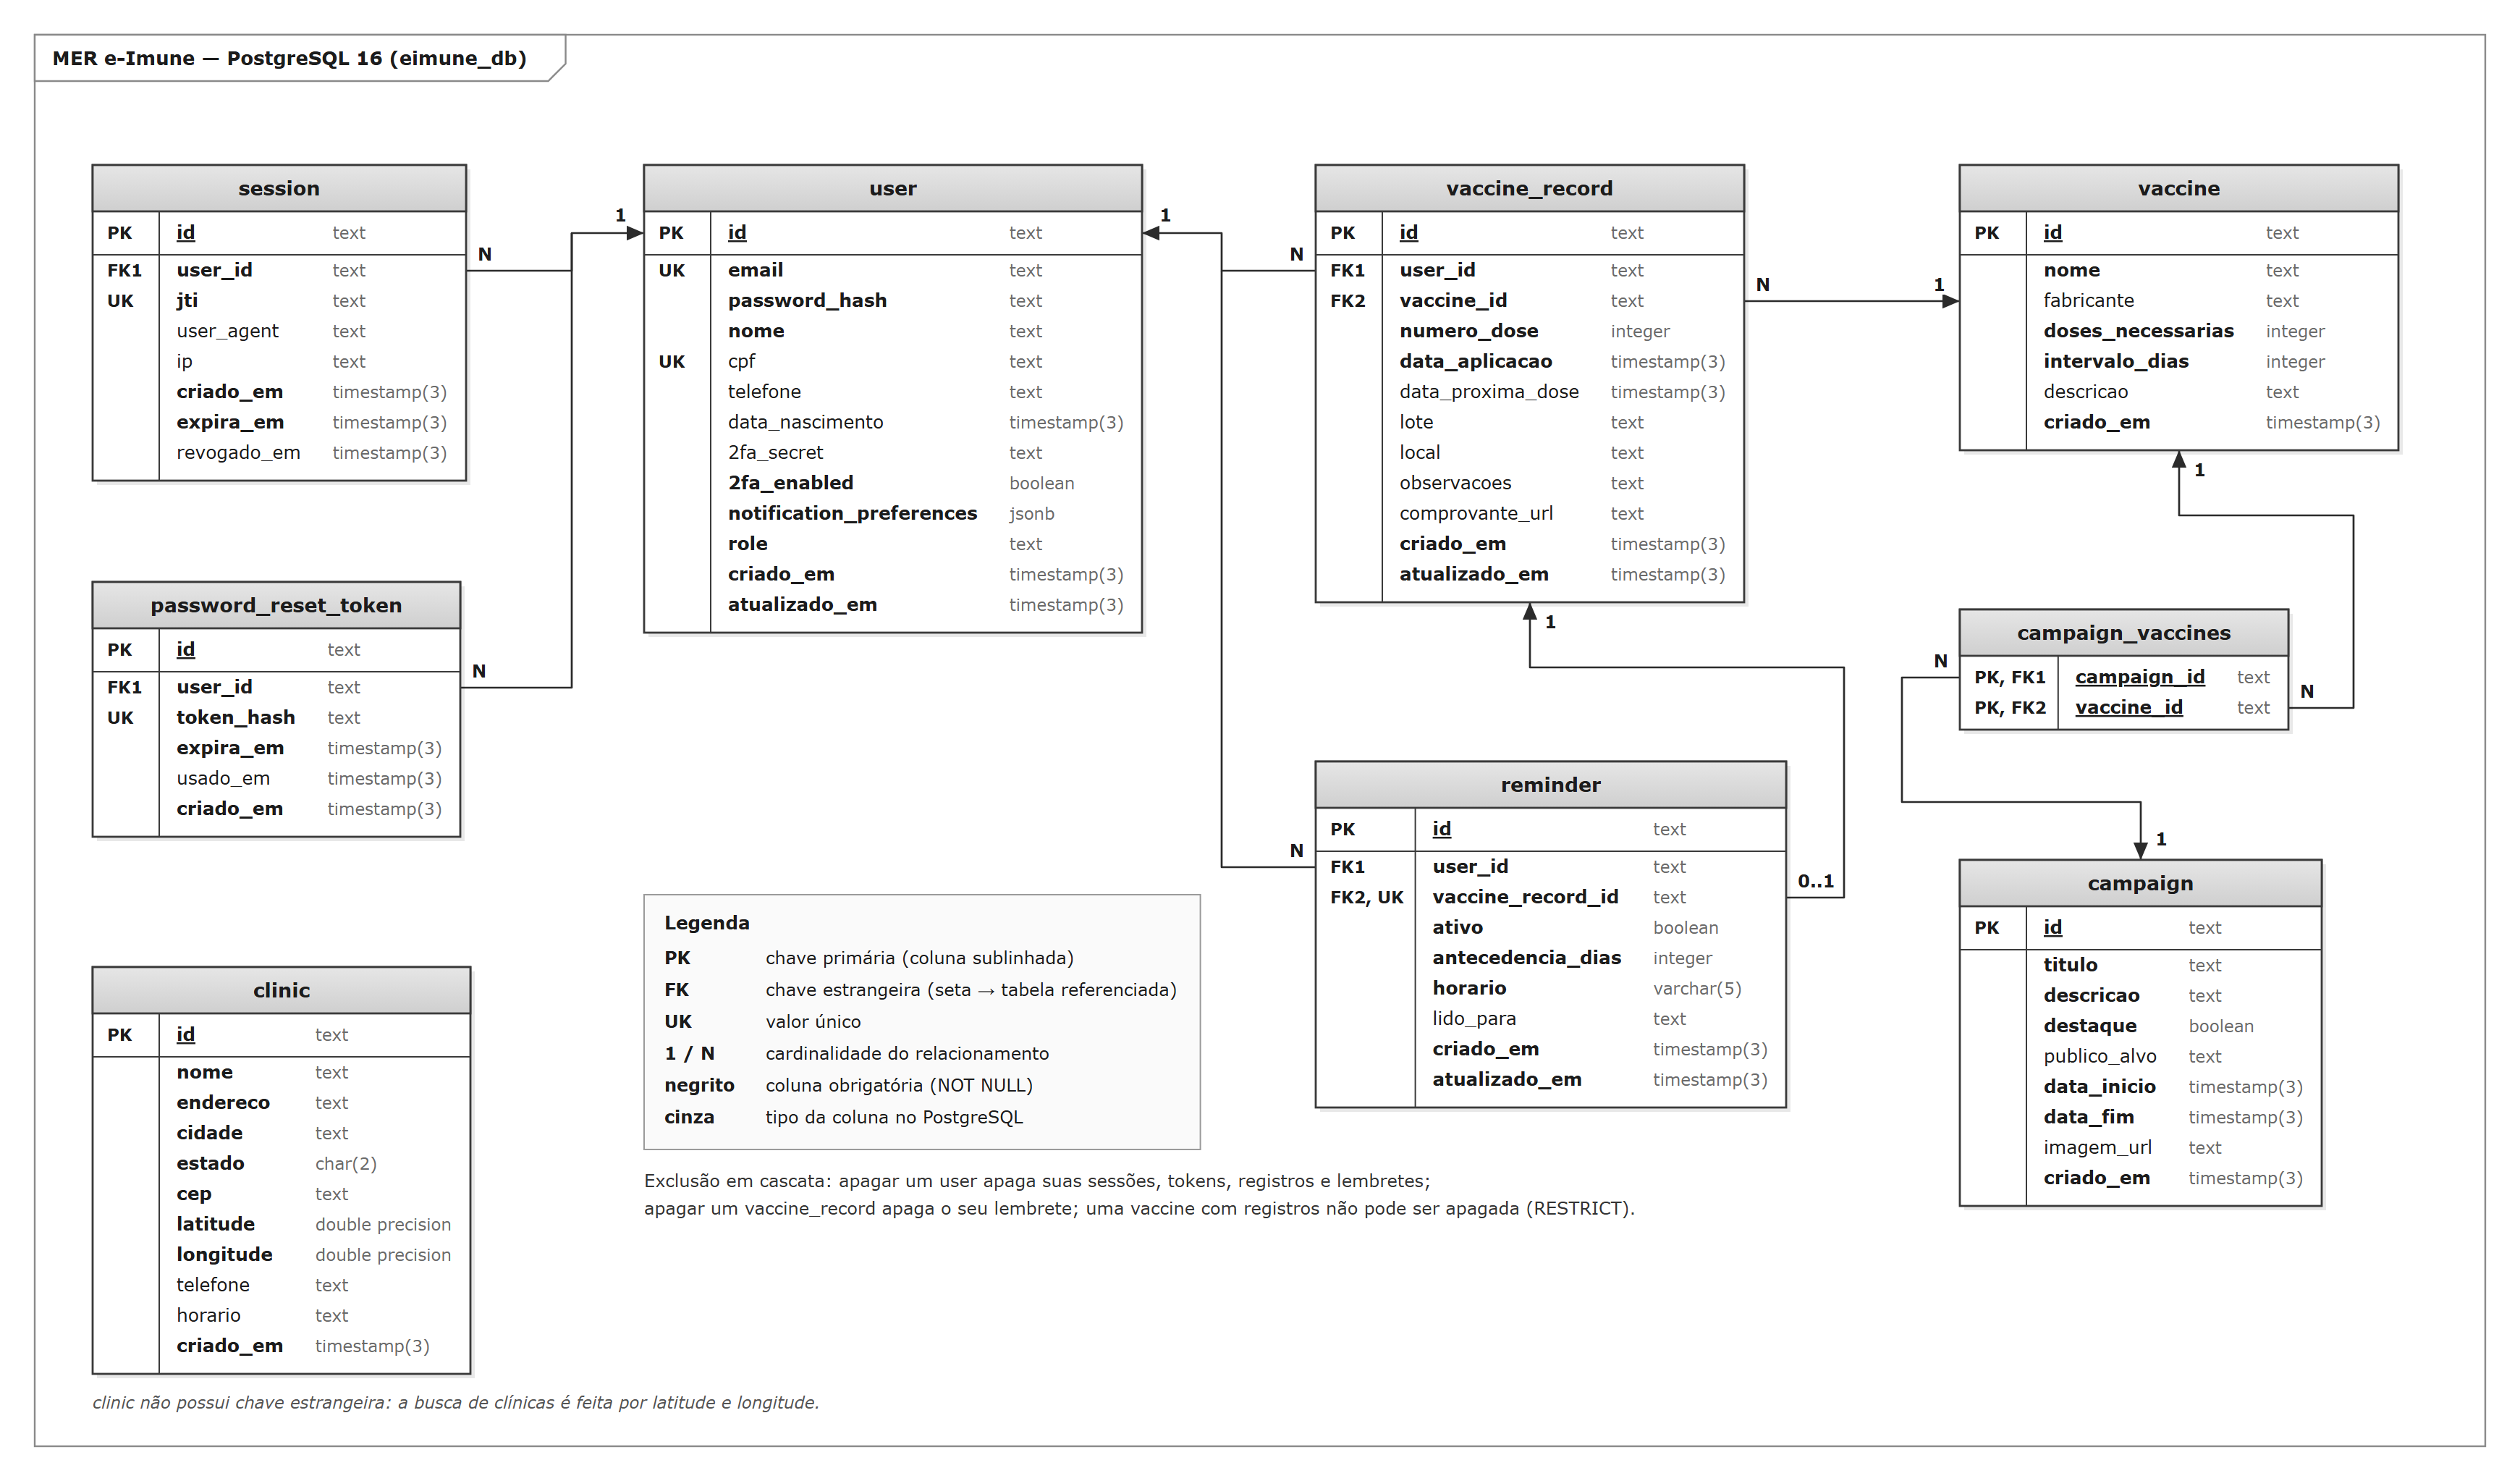 MER e-Imune — PostgreSQL 16 (eimune_db)
session
PK id text
FK1 user_id text
UK jti text
user_agent text
ip text
criado_em timestamp(3)
expira_em timestamp(3)
revogado_em timestamp(3)
N
1
user
PK id text
UK email text
password_hash text
nome text
UK cpf text
telefone text
data_nascimento timestamp(3)
2fa_secret text
2fa_enabled boolean
notification_preferences jsonb
role text
criado_em timestamp(3)
atualizado_em timestamp(3)
1
N
vaccine_record
PK id text
FK1 user_id text
FK2 vaccine_id text
numero_dose integer
data_aplicacao timestamp(3)
data_proxima_dose timestamp(3)
lote text
local text
observacoes text
comprovante_url text
criado_em timestamp(3)
atualizado_em timestamp(3)
1
N
1
vaccine
PK id text
nome text
fabricante text
doses_necessarias integer
intervalo_dias integer
descricao text
criado_em timestamp(3)
1
password_reset_token
PK id text
FK1 user_id text
UK token_hash text
expira_em timestamp(3)
usado_em timestamp(3)
criado_em timestamp(3)
N
campaign_vaccines
PK, FK1 campaign_id text
PK, FK2 vaccine_id text
N
N
reminder
PK id text
FK1 user_id text
FK2, UK vaccine_record_id text
ativo boolean
antecedencia_dias integer
horario varchar(5)
lido_para text
criado_em timestamp(3)
atualizado_em timestamp(3)
N
0..1
1
campaign
PK id text
titulo text
descricao text
destaque boolean
publico_alvo text
data_inicio timestamp(3)
data_fim timestamp(3)
imagem_url text
criado_em timestamp(3)
clinic
PK id text
nome text
endereco text
cidade text
estado char(2)
cep text
latitude double precision
longitude double precision
telefone text
horario text
criado_em timestamp(3)
Legenda
PK chave primária (coluna sublinhada)
FK chave estrangeira (seta → tabela referenciada)
UK valor único
1 / N cardinalidade do relacionamento
negrito coluna obrigatória (NOT NULL)
cinza tipo da coluna no PostgreSQL
Exclusão em cascata: apagar um user apaga suas sessões, tokens, registros e lembretes;
apagar um vaccine_record apaga o seu lembrete; uma vaccine com registros não pode ser apagada (RESTRICT).
clinic não possui chave estrangeira: a busca de clínicas é feita por latitude e longitude.